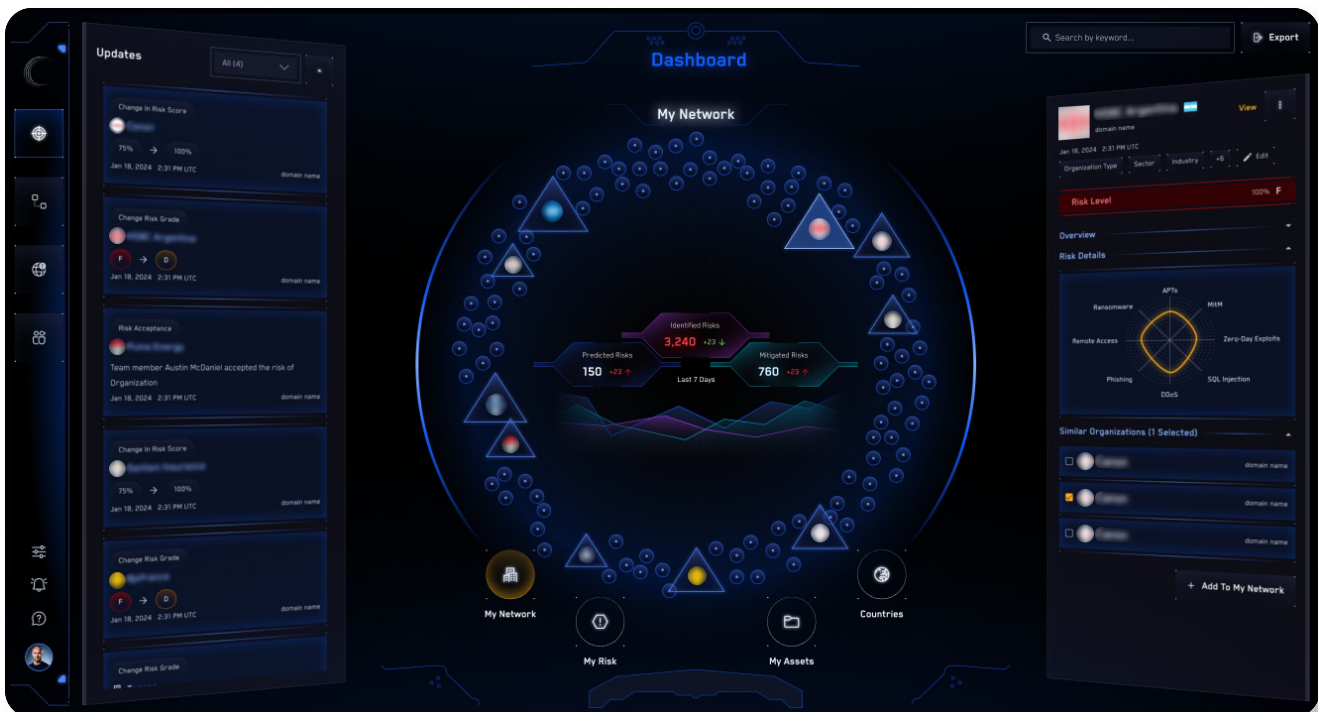 Updates
All (4)
Change In Risk Score
75% → 100%
Jan 18, 2024 2:31 PM UTC
domain name
Change Risk Grade
F → D
Jan 18, 2024 2:31 PM UTC
domain name
Risk Acceptance
Team member Austin McDaniel accepted the risk of
Organization
Jan 18, 2024 2:31 PM UTC
domain name
Change In Risk Score
75% → 100%
Jan 18, 2024 2:31 PM UTC
domain name
Change Risk Grade
F → D
Jan 18, 2024 2:31 PM UTC
domain name
Change Risk Grade
Dashboard
My Network
Identified Risks
3,240 +23 ↓
Predicted Risks
150 +23 ↑
Mitigated Risks
760 +23 ↑
Last 7 Days
My Network
My Risk
My Assets
Countries
Search by keyword...
Export
View
domain name
Jan 18, 2024 2:31 PM UTC
Organization Type Sector Industry +6 Edit
Risk Level 100% F
Overview
Risk Details
APTs
MitM
Zero-Day Exploits
SQL Injection
DDoS
Phishing
Remote Access
Ransomware
Similar Organizations (1 Selected)
domain name
domain name
domain name
+ Add To My Network